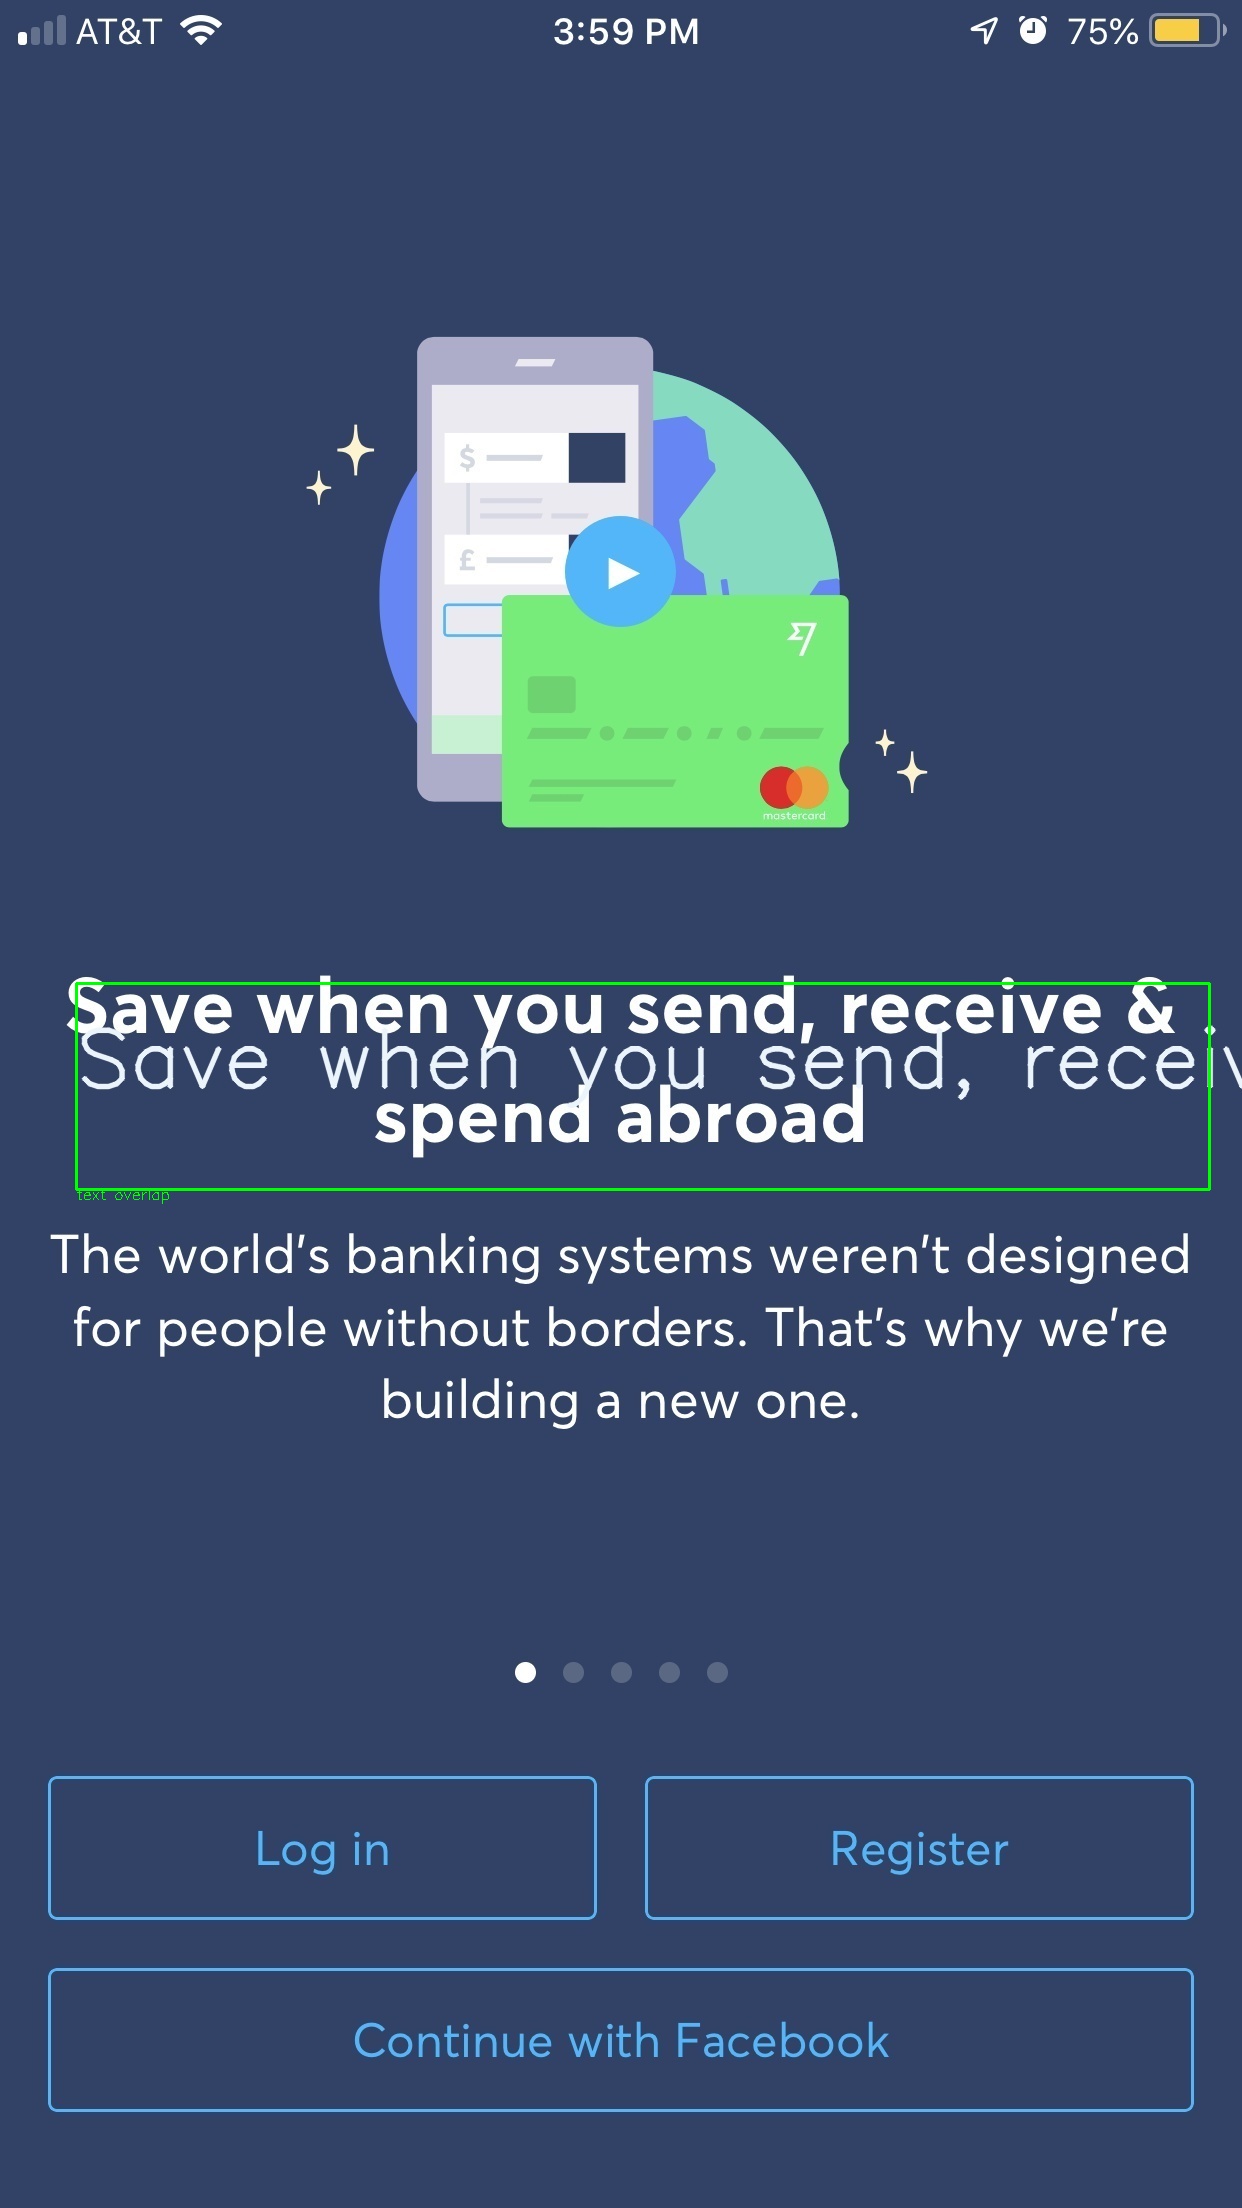 AT&T 3:59 PM 75%
$
£
mastercard
Save when you send, receive &
Save when you send, receiv
spend abroad
text overlap
The world's banking systems weren't designed
for people without borders. That's why we're
building a new one.
Log in Register
Continue with Facebook